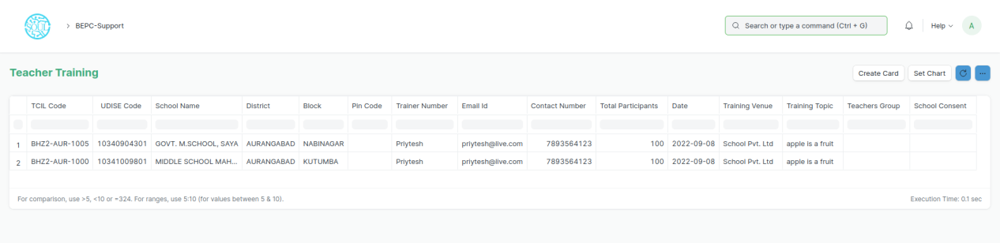 SOUL
> BEPC-Support
Search or type a command (Ctrl + G)
Help
A
Teacher Training
Create Card
Set Chart
...
TCIL Code UDISE Code School Name District Block Pin Code Trainer Number Email Id Contact Number Total Participants Date Training Venue Training Topic Teachers Group School Consent
1 BHZ2-AUR-1005 10340904301 GOVT. M.SCHOOL, SAYA AURANGABAD NABINAGAR Priytesh priytesh@live.com 7893564123 100 2022-09-08 School Pvt. Ltd apple is a fruit
2 BHZ2-AUR-1000 10341009801 MIDDLE SCHOOL MAH... AURANGABAD KUTUMBA Priytesh priytesh@live.com 7893564123 100 2022-09-08 School Pvt. Ltd apple is a fruit
For comparison, use >5, <10 or =324. For ranges, use 5:10 (for values between 5 & 10).
Execution Time: 0.1 sec